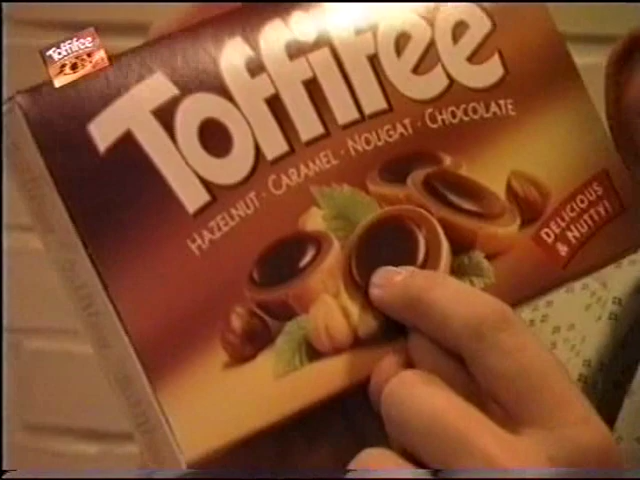 Toffifee
Toffifee
HAZELNUT · CARAMEL · NOUGAT · CHOCOLATE
DELICIOUS
& NUTTY!